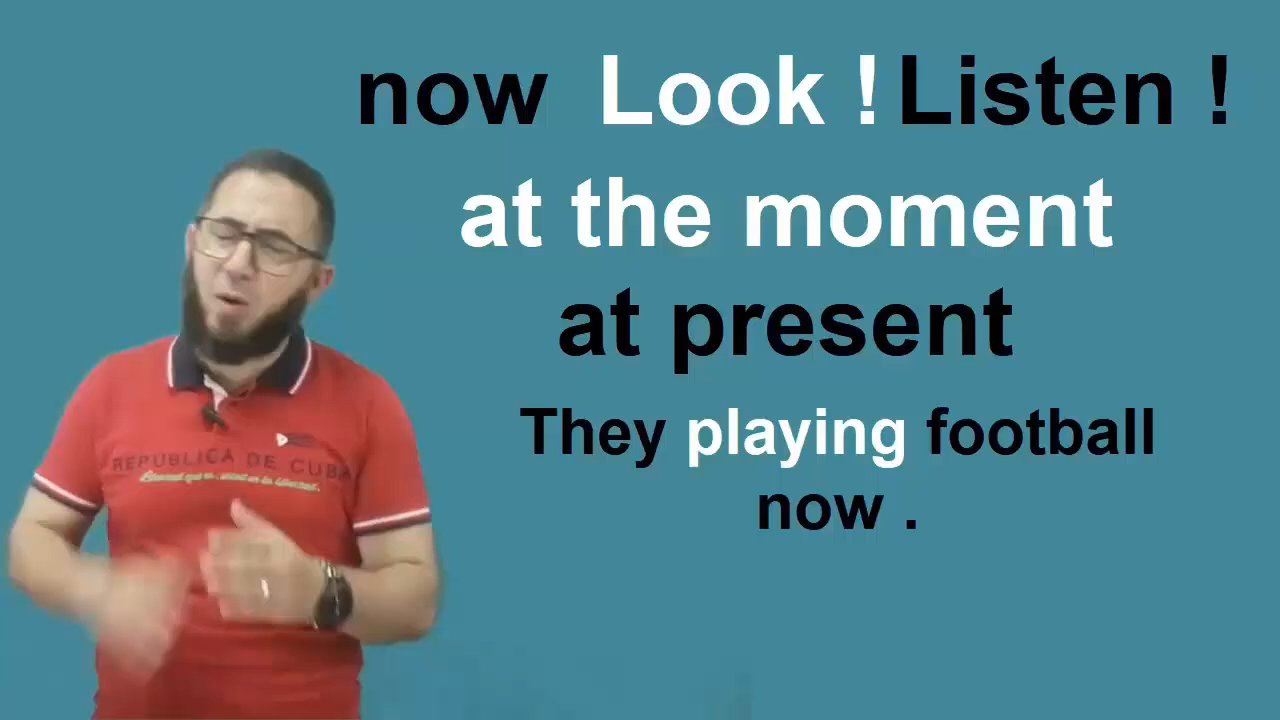 now Look ! Listen !
at the moment
at present
They playing football
now .
REPUBLICA DE CUBA